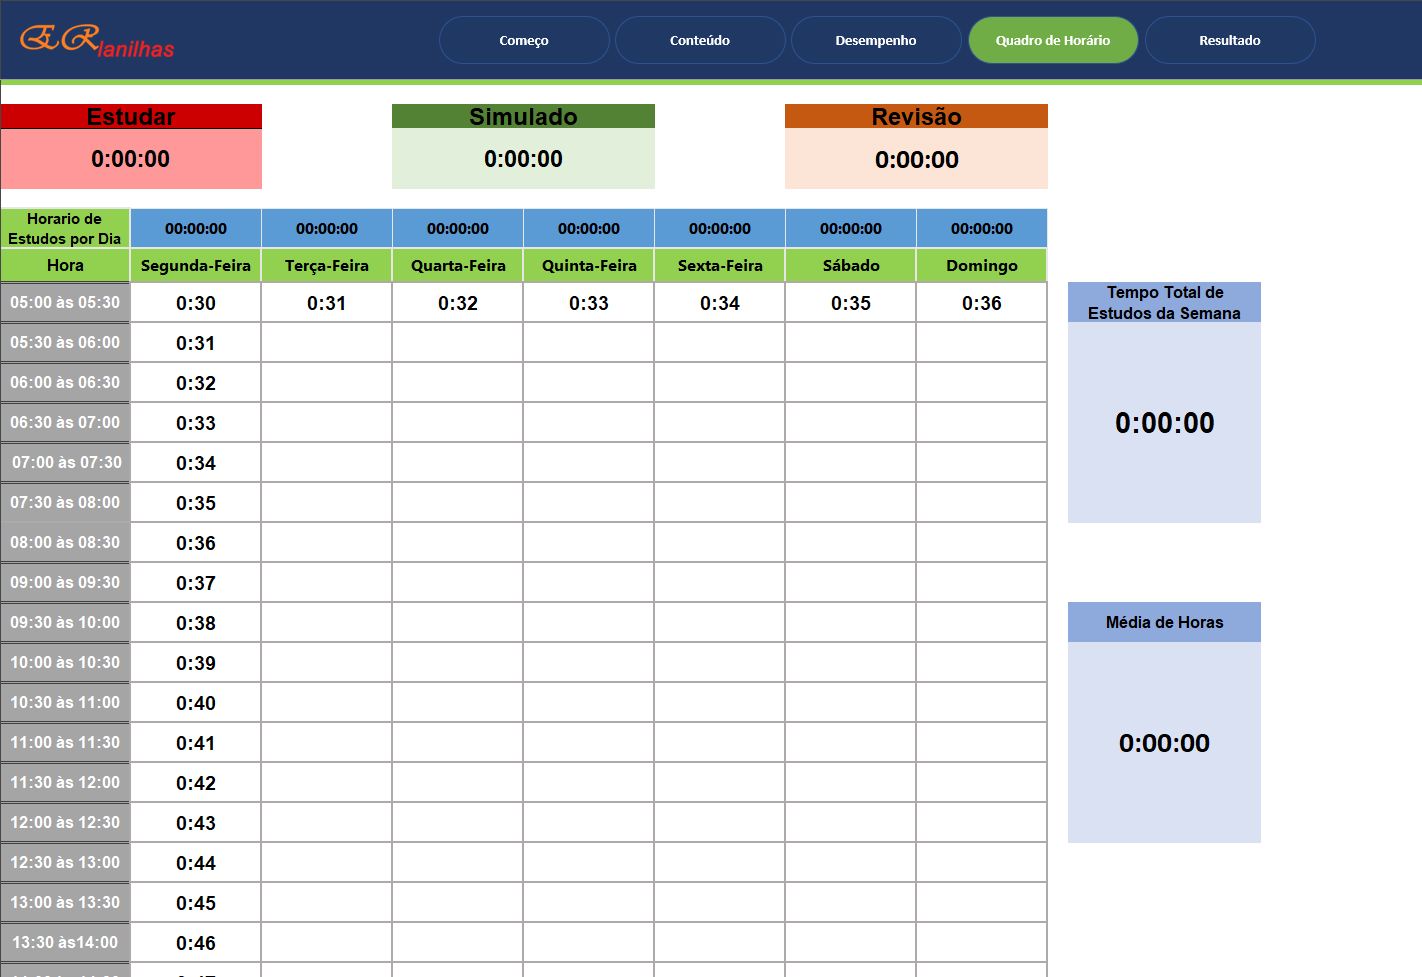 ERlanilhas
Começo Conteúdo Desempenho Quadro de Horário Resultado
Estudar Simulado Revisão
0:00:00 0:00:00 0:00:00
Horario de
Estudos por Dia
00:00:00 00:00:00 00:00:00 00:00:00 00:00:00 00:00:00 00:00:00
Hora Segunda-Feira Terça-Feira Quarta-Feira Quinta-Feira Sexta-Feira Sábado Domingo
05:00 às 05:30 0:30 0:31 0:32 0:33 0:34 0:35 0:36
05:30 às 06:00 0:31
06:00 às 06:30 0:32
06:30 às 07:00 0:33
07:00 às 07:30 0:34
07:30 às 08:00 0:35
08:00 às 08:30 0:36
09:00 às 09:30 0:37
09:30 às 10:00 0:38
10:00 às 10:30 0:39
10:30 às 11:00 0:40
11:00 às 11:30 0:41
11:30 às 12:00 0:42
12:00 às 12:30 0:43
12:30 às 13:00 0:44
13:00 às 13:30 0:45
13:30 às14:00 0:46
Tempo Total de
Estudos da Semana
0:00:00
Média de Horas
0:00:00